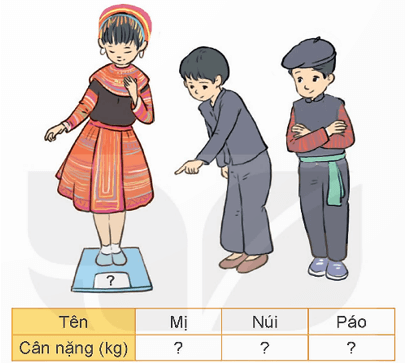 ?
Tên Mị Núi Páo
Cân nặng (kg) ? ? ?